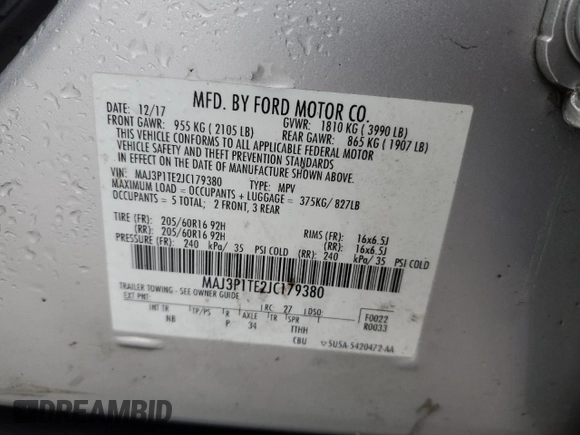 MFD. BY FORD MOTOR CO.
DATE: 12/17 GVWR: 1810 KG ( 3990 LB)
FRONT GAWR: 955 KG ( 2105 LB) REAR GAWR: 865 KG ( 1907 LB)
THIS VEHICLE CONFORMS TO ALL APPLICABLE FEDERAL MOTOR
VEHICLE SAFETY AND THEFT PREVENTION STANDARDS
IN EFFECT ON THE DATE OF MANUFACTURE SHOWN ABOVE.
VIN: MAJ3P1TE2JC179380 TYPE: MPV
MAXIMUM LOAD = OCCUPANTS + LUGGAGE = 375KG/ 827LB
OCCUPANTS = 5 TOTAL; 2 FRONT, 3 REAR
TIRE (FR): 205/60R16 92H RIMS (FR): 16x6.5J
(RR): 205/60R16 92H (RR): 16x6.5J
PRESSURE (FR): 240 kPa/ 35 PSI COLD (RR): 240 kPa/ 35 PSI COLD
MAJ3P1TE2JC179380
TRAILER TOWING - SEE OWNER GUIDE
EXT PNT: RC: 27 DSO: F0022
INT TR TP/PS R AXLE TR SPR R0033
NB P 34 TTHH
CBU
5U5A-5420472-AA
DREAMBID